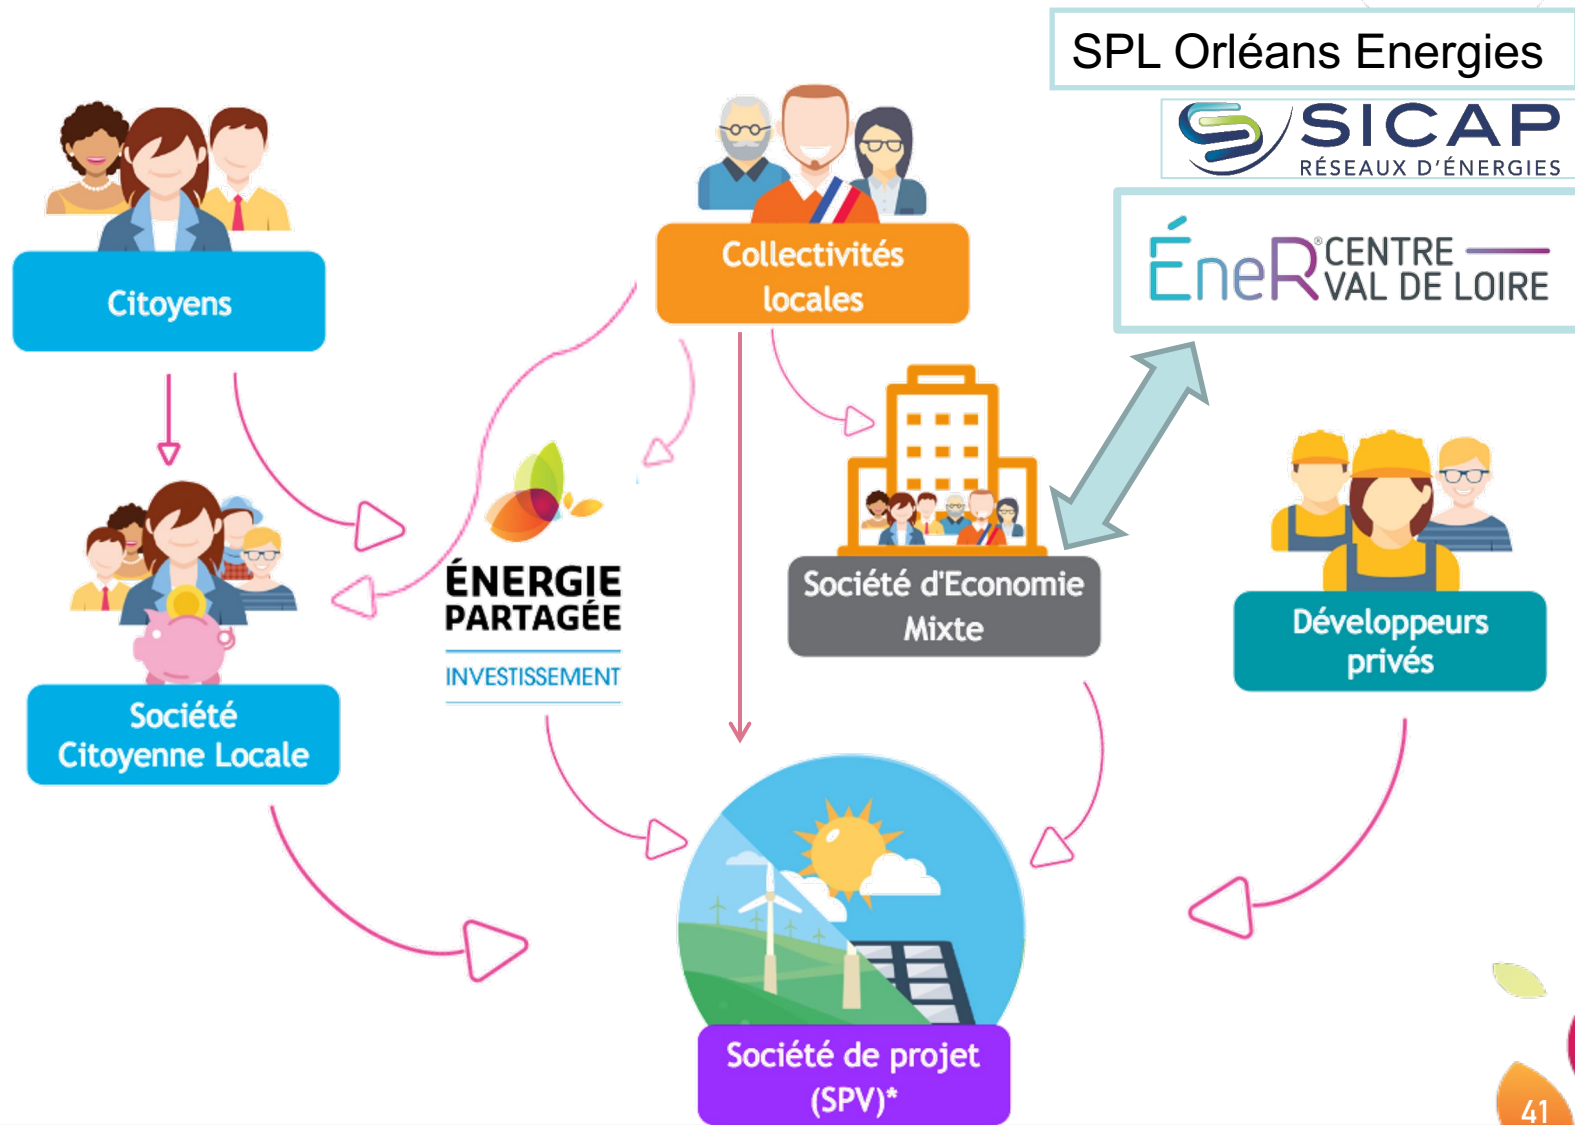 SPL Orléans Energies
SICAP
RÉSEAUX D'ÉNERGIES
ÉneR® CENTRE
VAL DE LOIRE
Citoyens
Collectivités
locales
ÉNERGIE
PARTAGÉE
INVESTISSEMENT
Société d'Economie
Mixte
Développeurs
privés
Société
Citoyenne Locale
Société de projet
(SPV)*
41